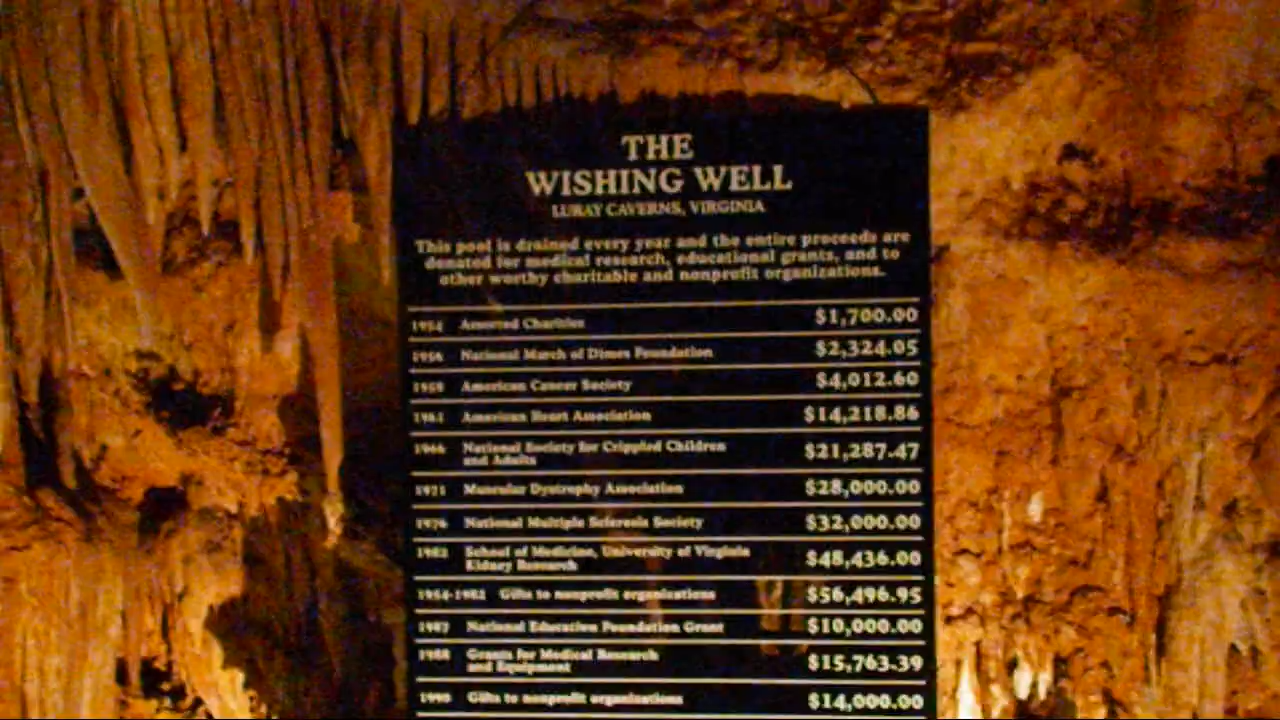 THE
WISHING WELL
LURAY CAVERNS, VIRGINIA
This pool is drained every year and the entire proceeds are
donated for medical research, educational grants, and to
other worthy charitable and nonprofit organizations.
1954 Assorted Charities $1,700.00
1956 National March of Dimes Foundation $2,324.05
1958 American Cancer Society $4,012.60
American Heart Association $14,218.86
1966 National Society for Crippled Children
and Adults $21,287.47
1971 Muscular Dystrophy Association $28,000.00
1976 National Multiple Sclerosis Society $32,000.00
School of Medicine, University of Virginia
Kidney Research $48,436.00
Gifts to nonprofit organizations $56,496.95
1987 National Education Foundation Grant $10,000.00
1988 Grants for Medical Research
and Equipment $15,763.39
1990 Gifts to nonprofit organizations $14,000.00